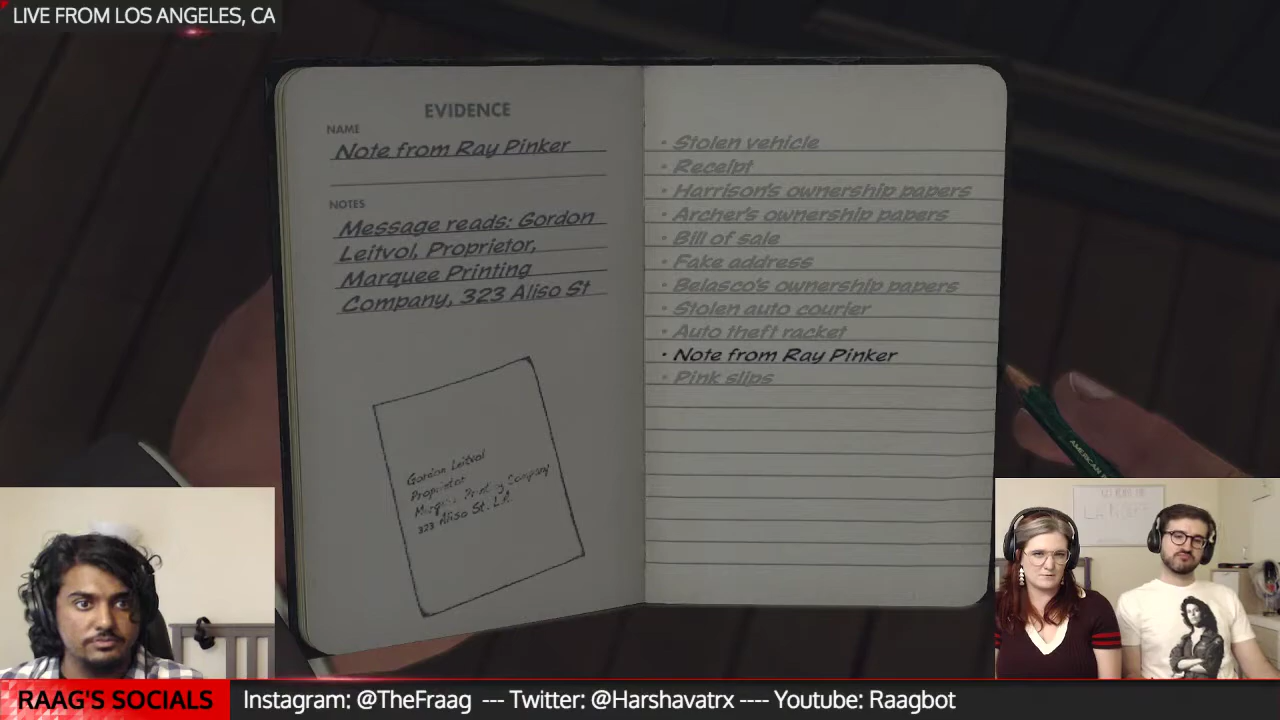 LIVE FROM LOS ANGELES, CA
EVIDENCE
NAME
Note from Ray Pinker
NOTES
Message reads: Gordon
Leitvol, Proprietor,
Marquee Printing
Company, 323 Aliso St
Gordon Leitvol
Proprietor
Marquee Printing Company
323 Aliso St. L.A.
• Stolen vehicle
• Receipt
• Harrison's ownership papers
• Archer's ownership papers
• Bill of sale
• Fake address
• Belasco's ownership papers
• Stolen auto courier
• Auto theft racket
• Note from Ray Pinker
• Pink slips
AMERICAN
RAAG'S SOCIALS
Instagram: @TheFraag --- Twitter: @Harshavatrx ---- Youtube: Raagbot